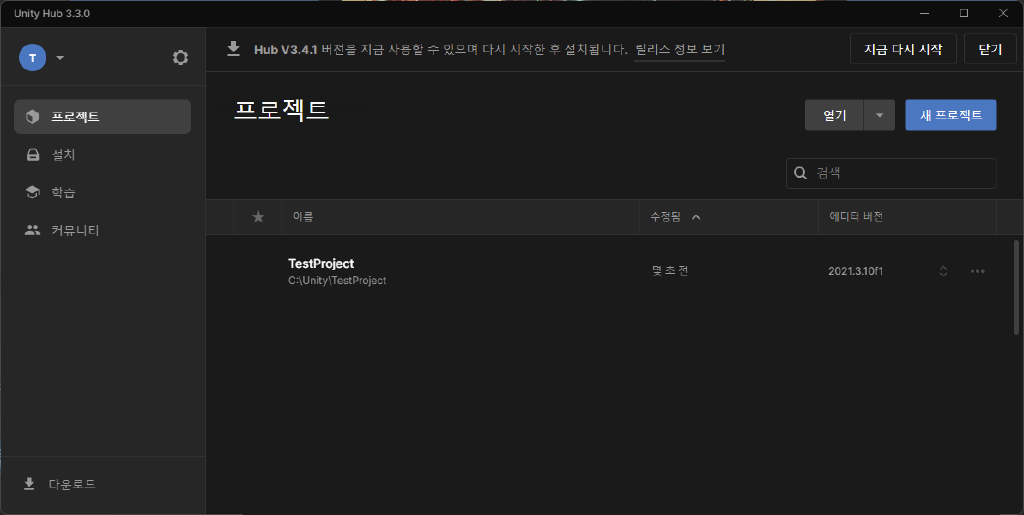 Unity Hub 3.3.0
T
Hub V3.4.1 버전을 지금 사용할 수 있으며 다시 시작한 후 설치됩니다. 릴리스 정보 보기
지금 다시 시작
닫기
프로젝트
설치
학습
커뮤니티
다운로드
프로젝트
열기
새 프로젝트
검색
이름
수정됨
에디터 버전
TestProject
C:\Unity\TestProject
몇 초 전
2021.3.10f1